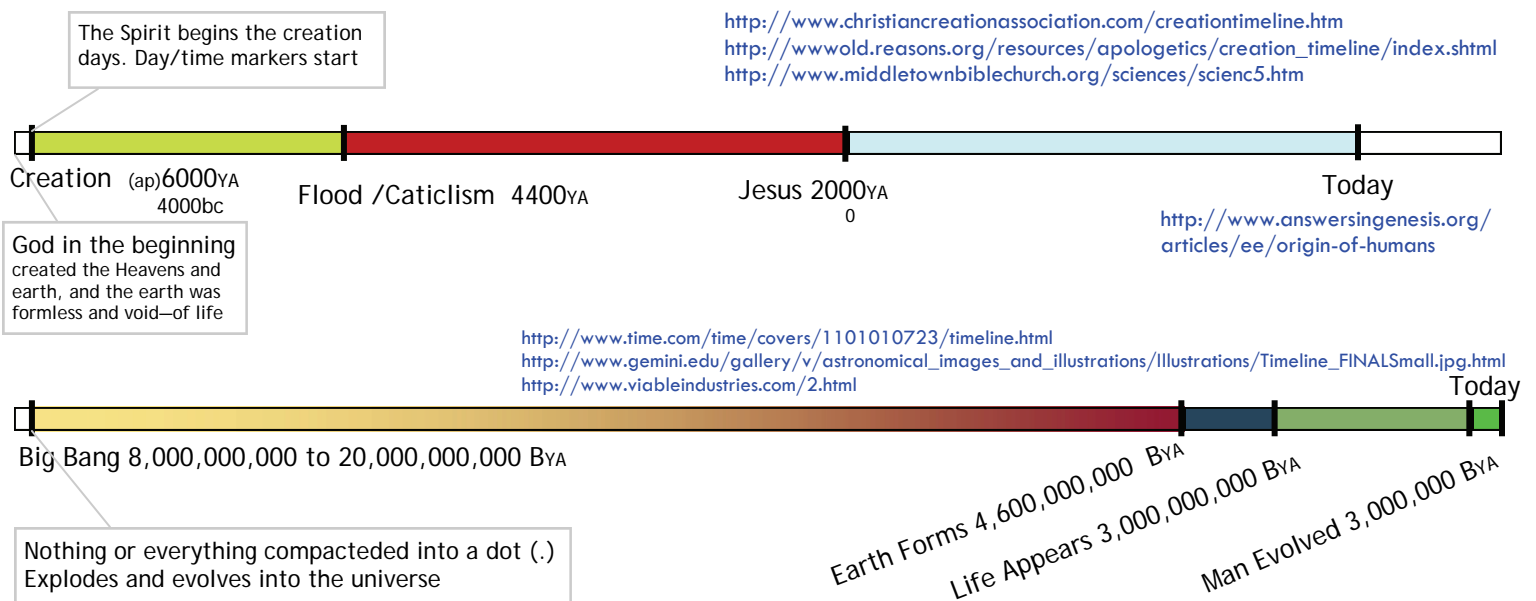 The Spirit begins the creation
days. Day/time markers start
http://www.christiancreationassociation.com/creationtimeline.htm
http://wwwold.reasons.org/resources/apologetics/creation_timeline/index.shtml
http://www.middletownbiblechurch.org/sciences/scienc5.htm
Creation (ap)6000YA
4000bc
Flood /Caticlism 4400YA
Jesus 2000YA
0
Today
http://www.answersingenesis.org/
articles/ee/origin-of-humans
God in the beginning
created the Heavens and
earth, and the earth was
formless and void—of life
http://www.time.com/time/covers/1101010723/timeline.html
http://www.gemini.edu/gallery/v/astronomical_images_and_illustrations/Illustrations/Timeline_FINALSmall.jpg.html
http://www.viableindustries.com/2.html
Today
Big Bang 8,000,000,000 to 20,000,000,000 BYA
Earth Forms 4,600,000,000 BYA
Life Appears 3,000,000,000 BYA
Man Evolved 3,000,000 BYA
Nothing or everything compacteded into a dot (.)
Explodes and evolves into the universe